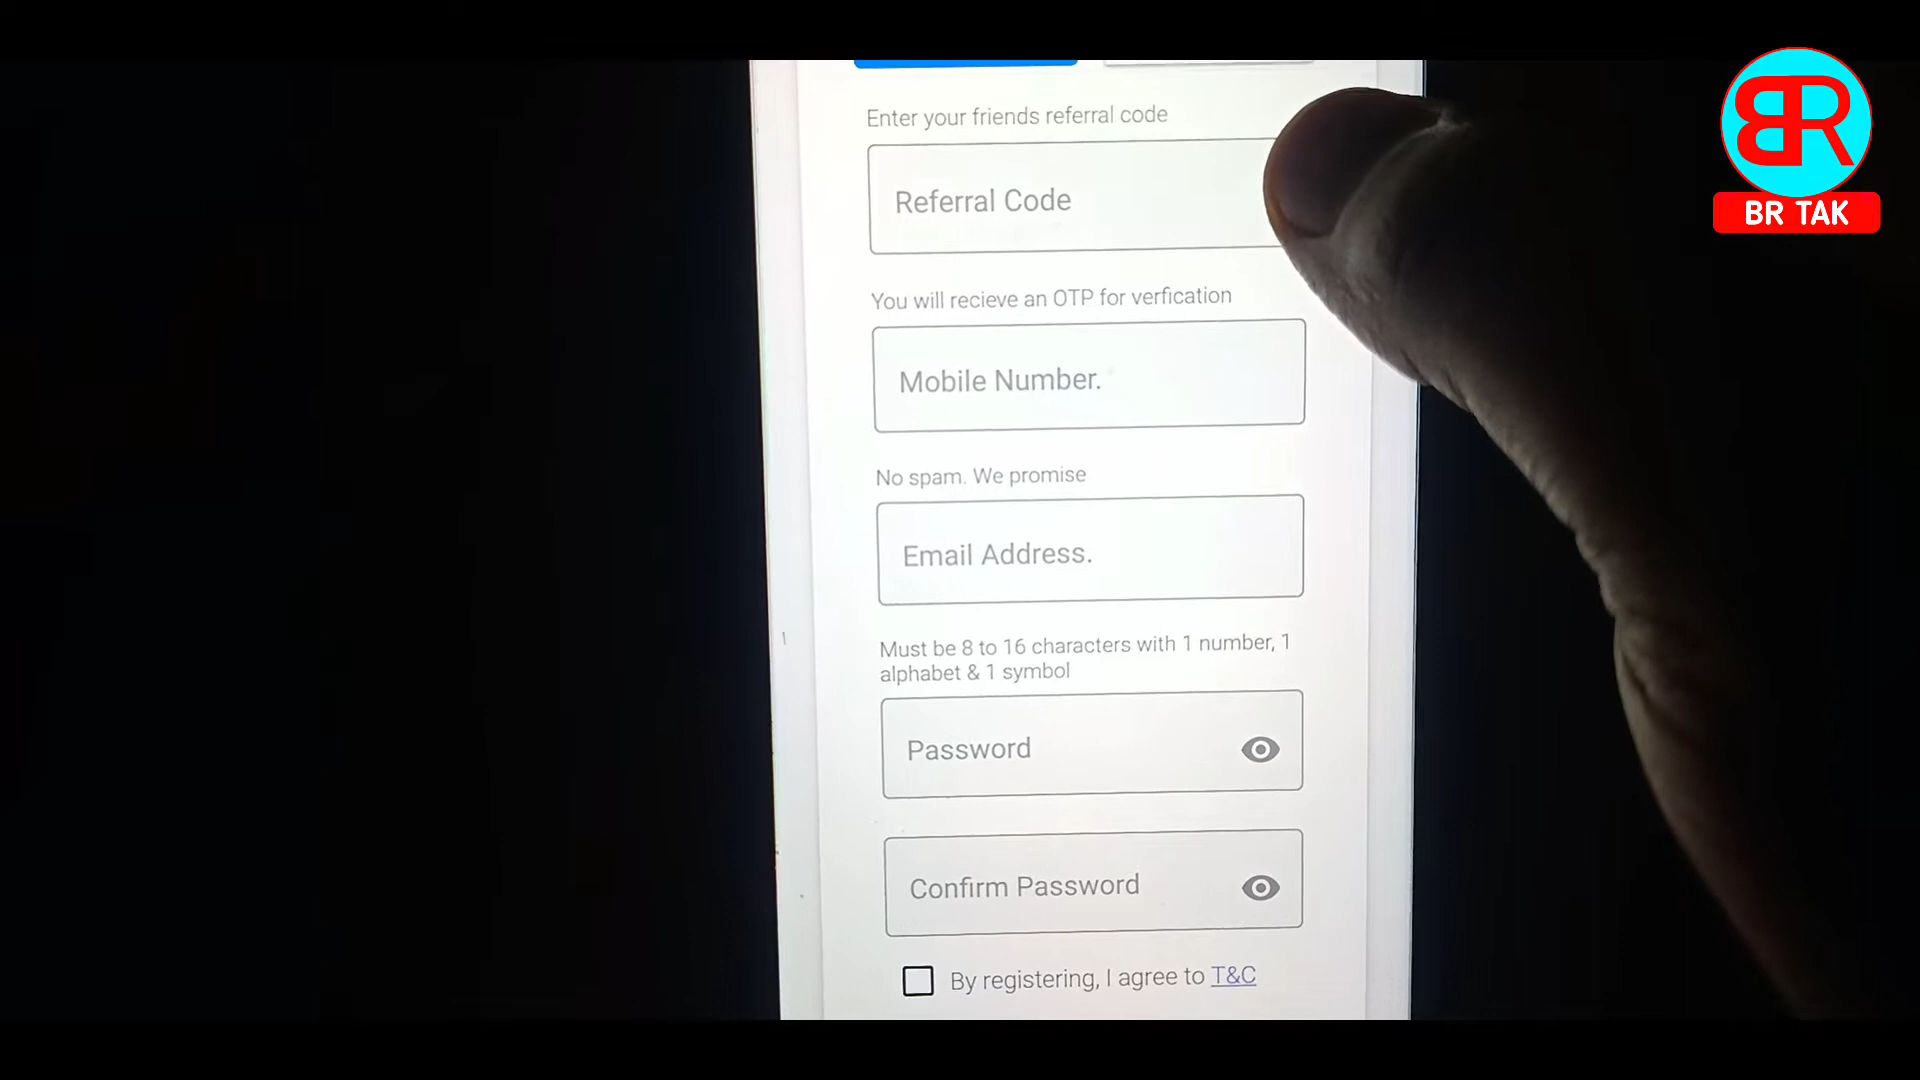 Enter your friends referral code
Referral Code
You will recieve an OTP for verfication
Mobile Number.
No spam. We promise
Email Address.
Must be 8 to 16 characters with 1 number, 1
alphabet & 1 symbol
Password
Confirm Password
By registering, I agree to T&C
BR
BR TAK